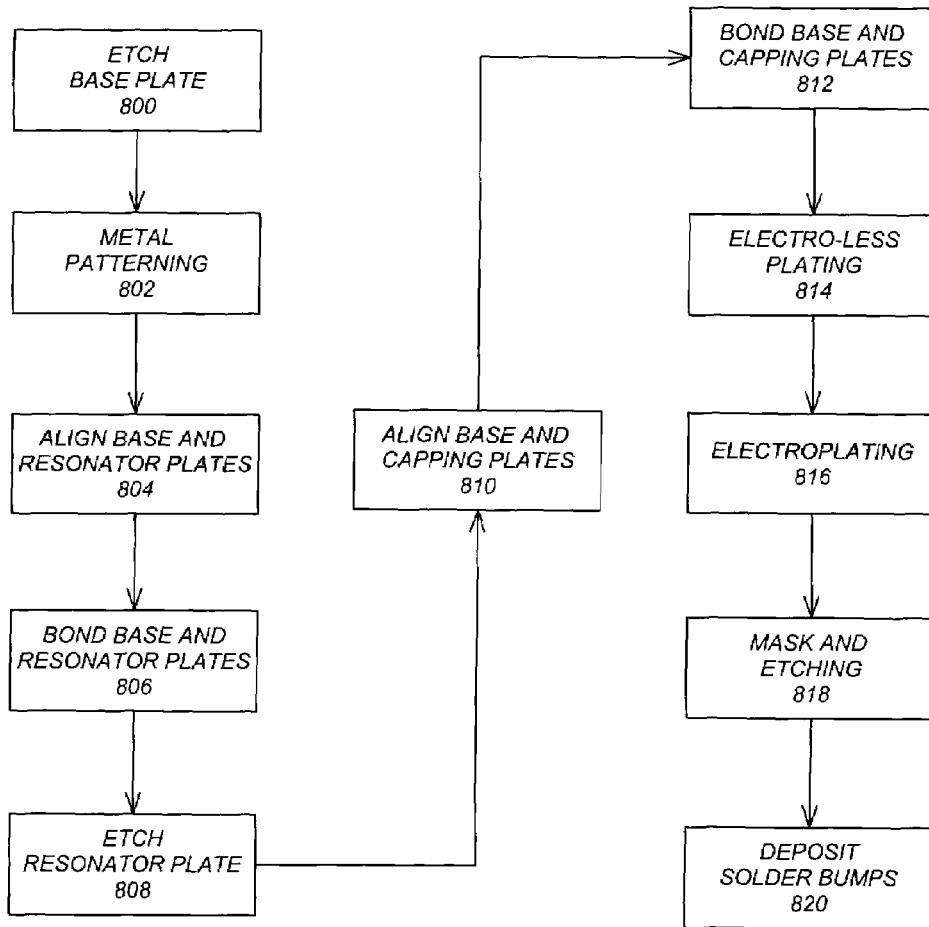 ETCH
BASE PLATE
800
METAL
PATTERNING
802
ALIGN BASE AND
RESONATOR PLATES
804
BOND BASE AND
RESONATOR PLATES
806
ETCH
RESONATOR PLATE
808
ALIGN BASE AND
CAPPING PLATES
810
BOND BASE AND
CAPPING PLATES
812
ELECTRO-LESS
PLATING
814
ELECTROPLATING
816
MASK AND
ETCHING
818
DEPOSIT
SOLDER BUMPS
820